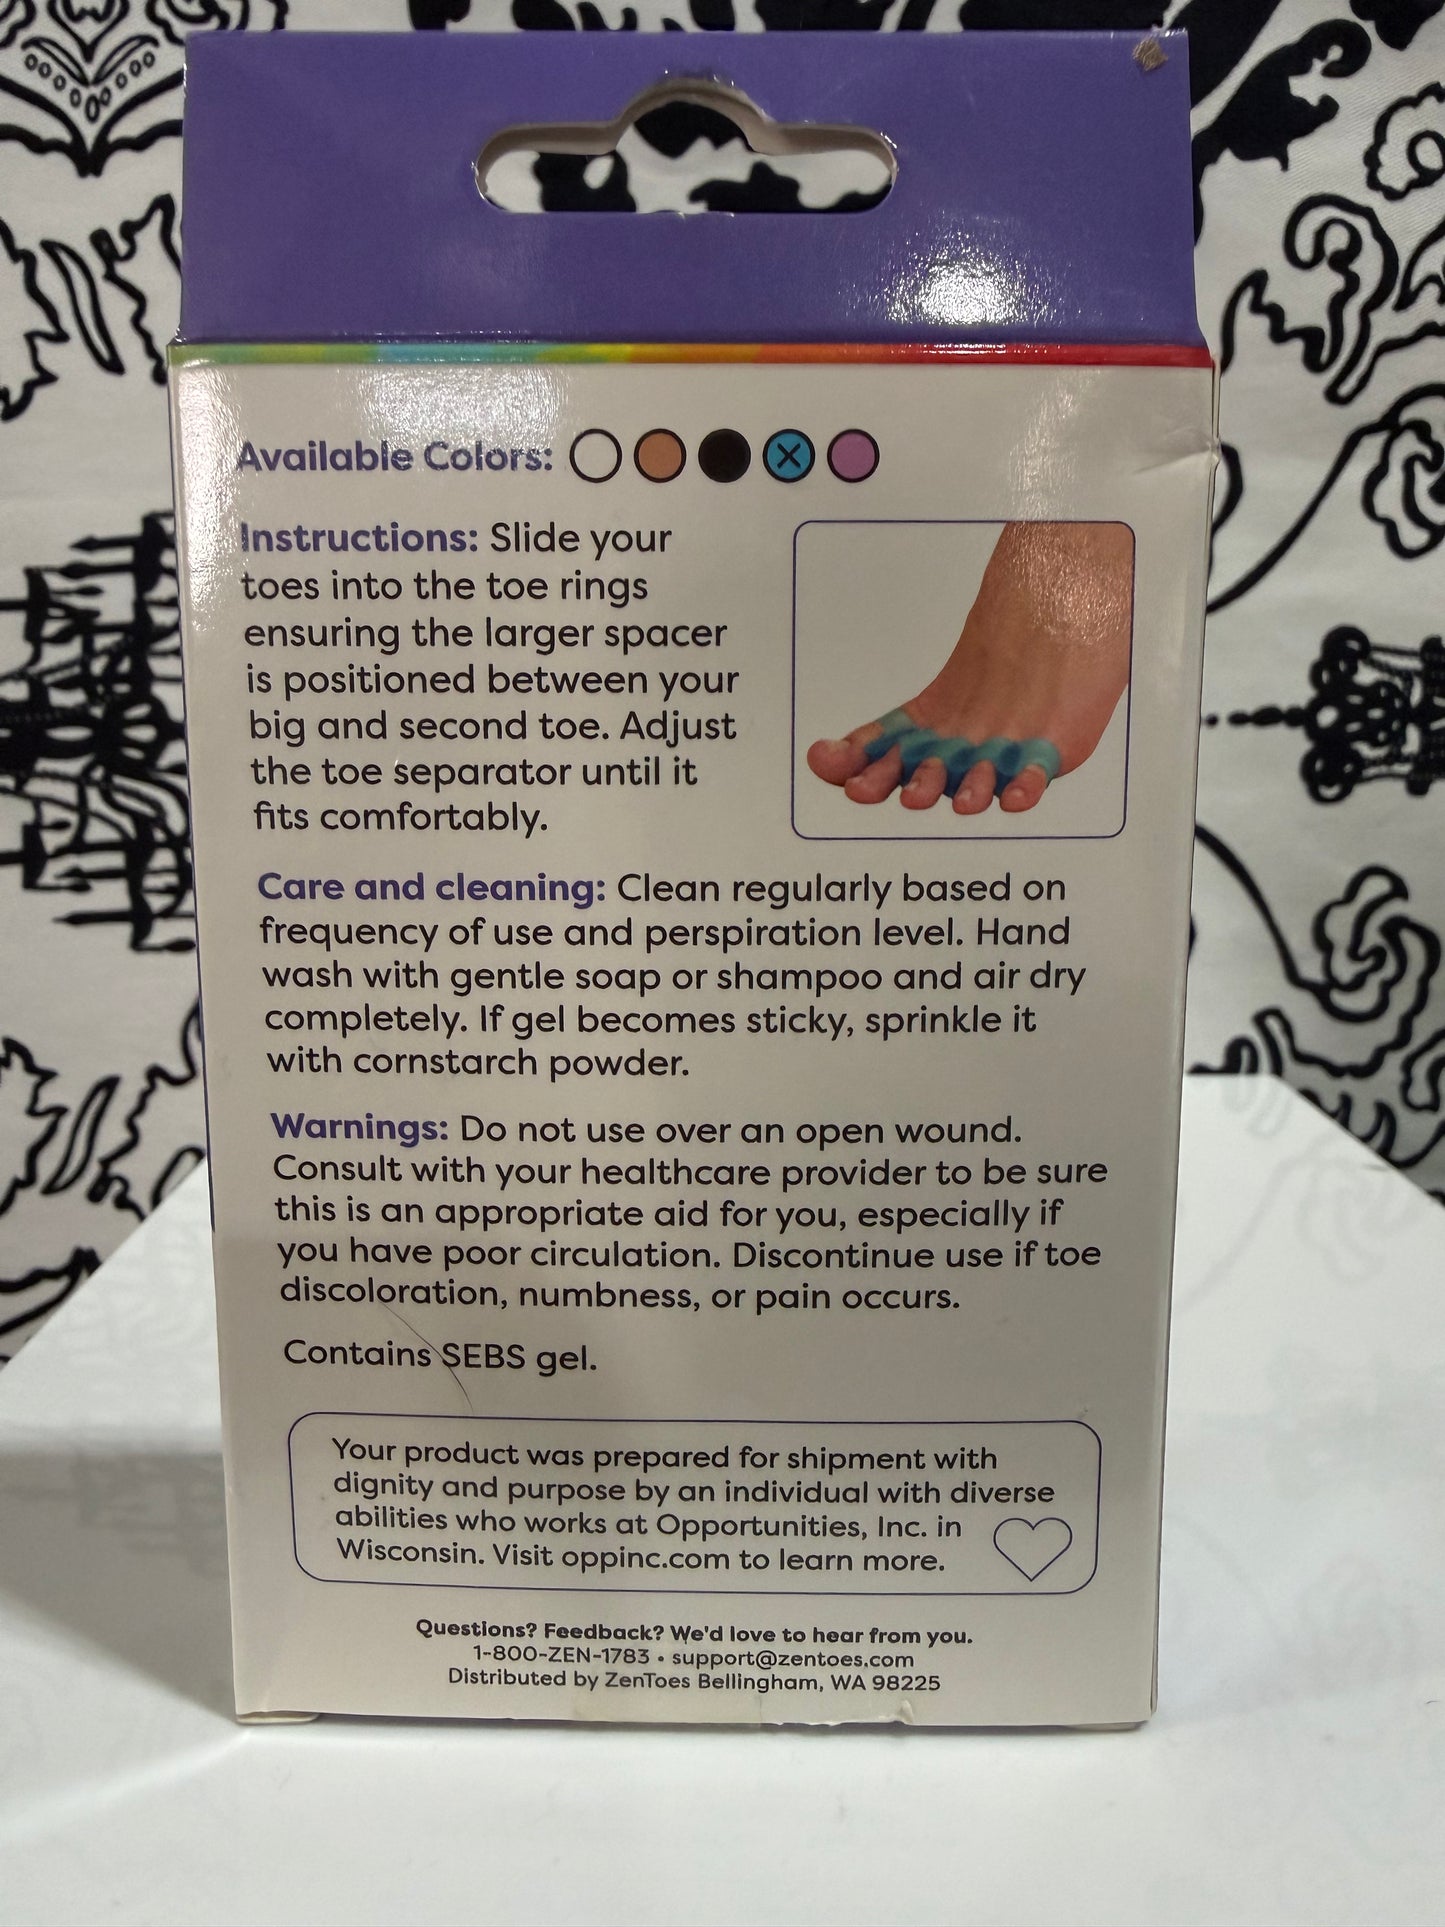 Available Colors:
Instructions: Slide your
toes into the toe rings
ensuring the larger spacer
is positioned between your
big and second toe. Adjust
the toe separator until it
fits comfortably.
Care and cleaning: Clean regularly based on
frequency of use and perspiration level. Hand
wash with gentle soap or shampoo and air dry
completely. If gel becomes sticky, sprinkle it
with cornstarch powder.
Warnings: Do not use over an open wound.
Consult with your healthcare provider to be sure
this is an appropriate aid for you, especially if
you have poor circulation. Discontinue use if toe
discoloration, numbness, or pain occurs.
Contains SEBS gel.
Your product was prepared for shipment with
dignity and purpose by an individual with diverse
abilities who works at Opportunities, Inc. in
Wisconsin. Visit oppinc.com to learn more.
Questions? Feedback? We'd love to hear from you.
1-800-ZEN-1783 • support@zentoes.com
Distributed by ZenToes Bellingham, WA 98225